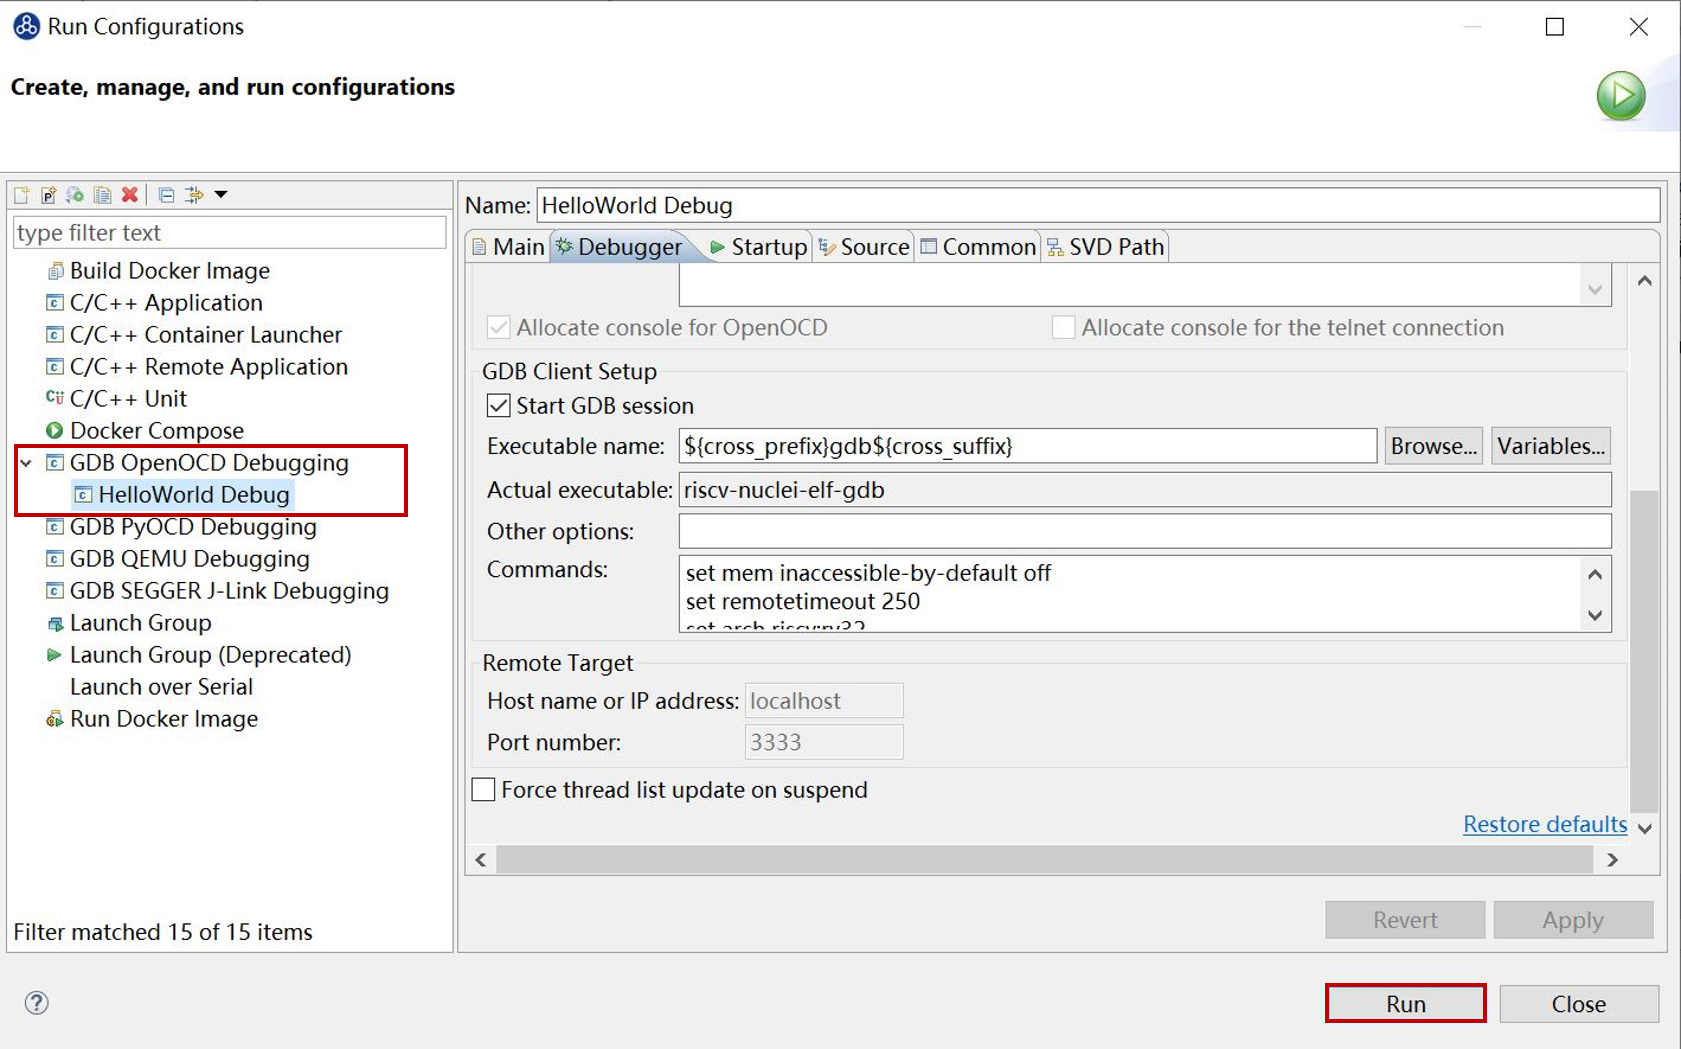 Run Configurations
Create, manage, and run configurations
type filter text
Build Docker Image
C/C++ Application
C/C++ Container Launcher
C/C++ Remote Application
C/C++ Unit
Docker Compose
GDB OpenOCD Debugging
HelloWorld Debug
GDB PyOCD Debugging
GDB QEMU Debugging
GDB SEGGER J-Link Debugging
Launch Group
Launch Group (Deprecated)
Launch over Serial
Run Docker Image
Filter matched 15 of 15 items
Name: HelloWorld Debug
Main Debugger Startup Source Common SVD Path
Allocate console for OpenOCD Allocate console for the telnet connection
GDB Client Setup
Start GDB session
Executable name: ${cross_prefix}gdb${cross_suffix} Browse... Variables...
Actual executable: riscv-nuclei-elf-gdb
Other options:
Commands: set mem inaccessible-by-default off
set remotetimeout 250
set arch riscv:rv32
Remote Target
Host name or IP address: localhost
Port number: 3333
Force thread list update on suspend
Restore defaults
Revert Apply
Run Close